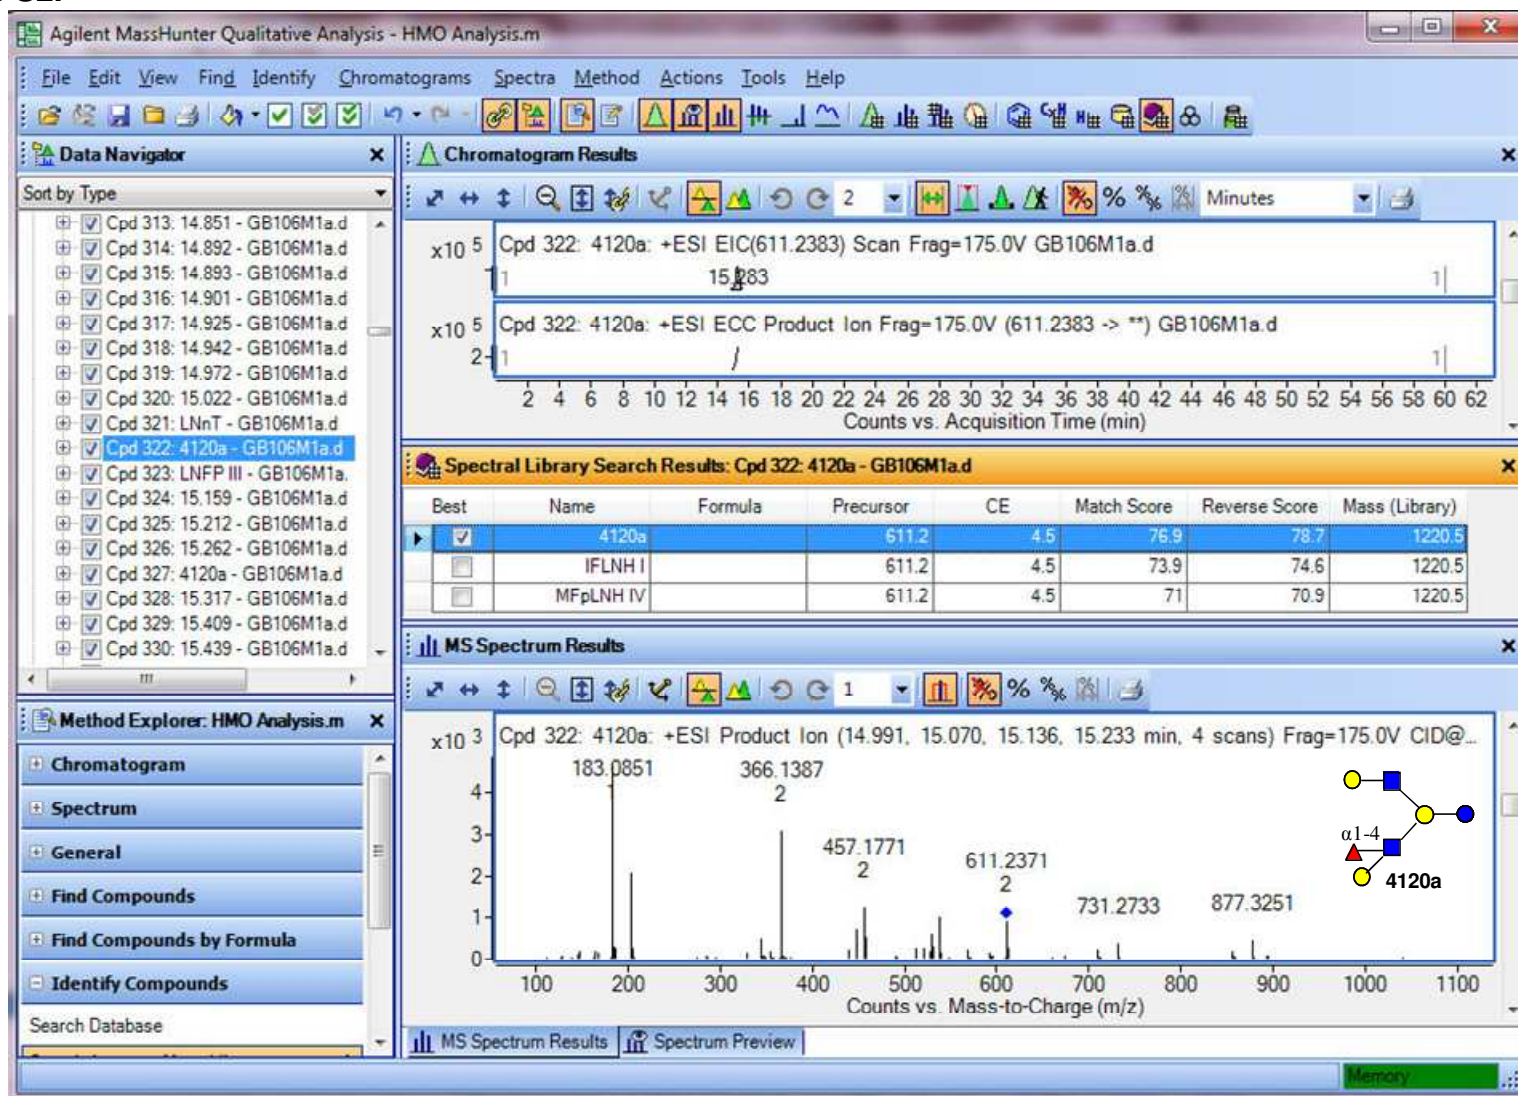 Agilent MassHunter Qualitative Analysis - HMO Analysis.m
File Edit View Find Identify Chromatograms Spectra Method Actions Tools Help
Data Navigator
Sort by Type
Cpd 313: 14.851 - GB106M1a.d
Cpd 314: 14.892 - GB106M1a.d
Cpd 315: 14.893 - GB106M1a.d
Cpd 316: 14.901 - GB106M1a.d
Cpd 317: 14.925 - GB106M1a.d
Cpd 318: 14.942 - GB106M1a.d
Cpd 319: 14.972 - GB106M1a.d
Cpd 320: 15.022 - GB106M1a.d
Cpd 321: LNnT - GB106M1a.d
Cpd 322: 4120a - GB106M1a.d
Cpd 323: LNFP III - GB106M1a.
Cpd 324: 15.159 - GB106M1a.d
Cpd 325: 15.212 - GB106M1a.d
Cpd 326: 15.262 - GB106M1a.d
Cpd 327: 4120a - GB106M1a.d
Cpd 328: 15.317 - GB106M1a.d
Cpd 329: 15.409 - GB106M1a.d
Cpd 330: 15.439 - GB106M1a.d
Method Explorer: HMO Analysis.m
Chromatogram
Spectrum
General
Find Compounds
Find Compounds by Formula
Identify Compounds
Search Database
Chromatogram Results
2 Minutes
x10 5 Cpd 322: 4120a: +ESI EIC(611.2383) Scan Frag=175.0V GB106M1a.d
1 1 15.283 1
x10 5 Cpd 322: 4120a: +ESI ECC Product Ion Frag=175.0V (611.2383 -> **) GB106M1a.d
2 1 1
2 4 6 8 10 12 14 16 18 20 22 24 26 28 30 32 34 36 38 40 42 44 46 48 50 52 54 56 58 60 62
Counts vs. Acquisition Time (min)
Spectral Library Search Results: Cpd 322: 4120a - GB106M1a.d
Best Name Formula Precursor CE Match Score Reverse Score Mass (Library)
4120a 611.2 4.5 76.9 78.7 1220.5
IFLNH I 611.2 4.5 73.9 74.6 1220.5
MFpLNH IV 611.2 4.5 71 70.9 1220.5
MS Spectrum Results
1
x10 3 Cpd 322: 4120a: +ESI Product Ion (14.991, 15.070, 15.136, 15.233 min, 4 scans) Frag=175.0V CID@...
183.0851 366.1387
1 2
457.1771 611.2371
2 2
731.2733 877.3251
α1-4
4120a
4
3
2
1
0
100 200 300 400 500 600 700 800 900 1000 1100
Counts vs. Mass-to-Charge (m/z)
MS Spectrum Results Spectrum Preview
Memory